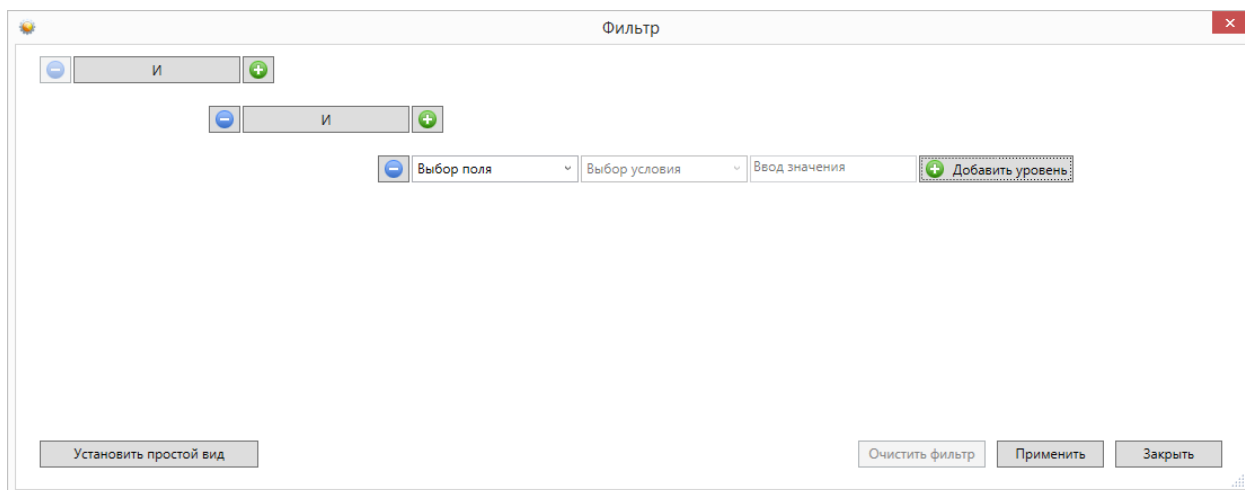 Фильтр
И
И
Выбор поля Выбор условия Ввод значения Добавить уровень
Установить простой вид Очистить фильтр Применить Закрыть